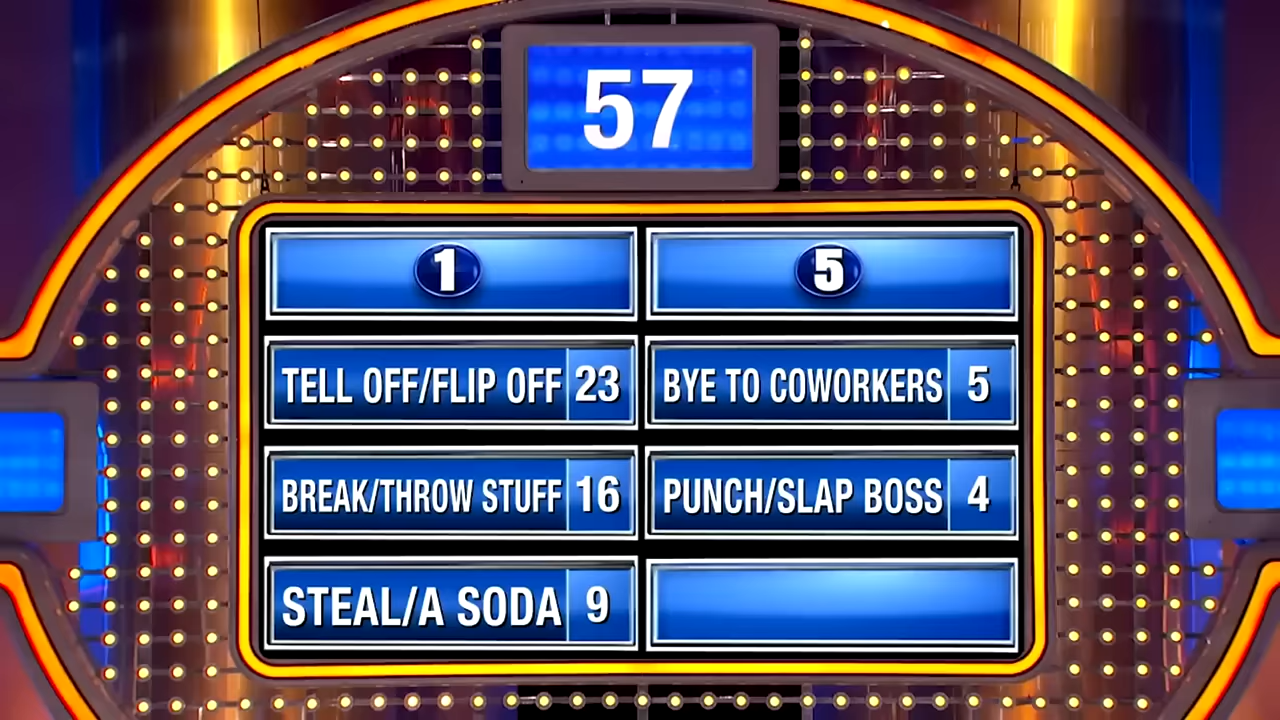 57
1
TELL OFF/FLIP OFF 23
BREAK/THROW STUFF 16
STEAL/A SODA 9
5
BYE TO COWORKERS 5
PUNCH/SLAP BOSS 4